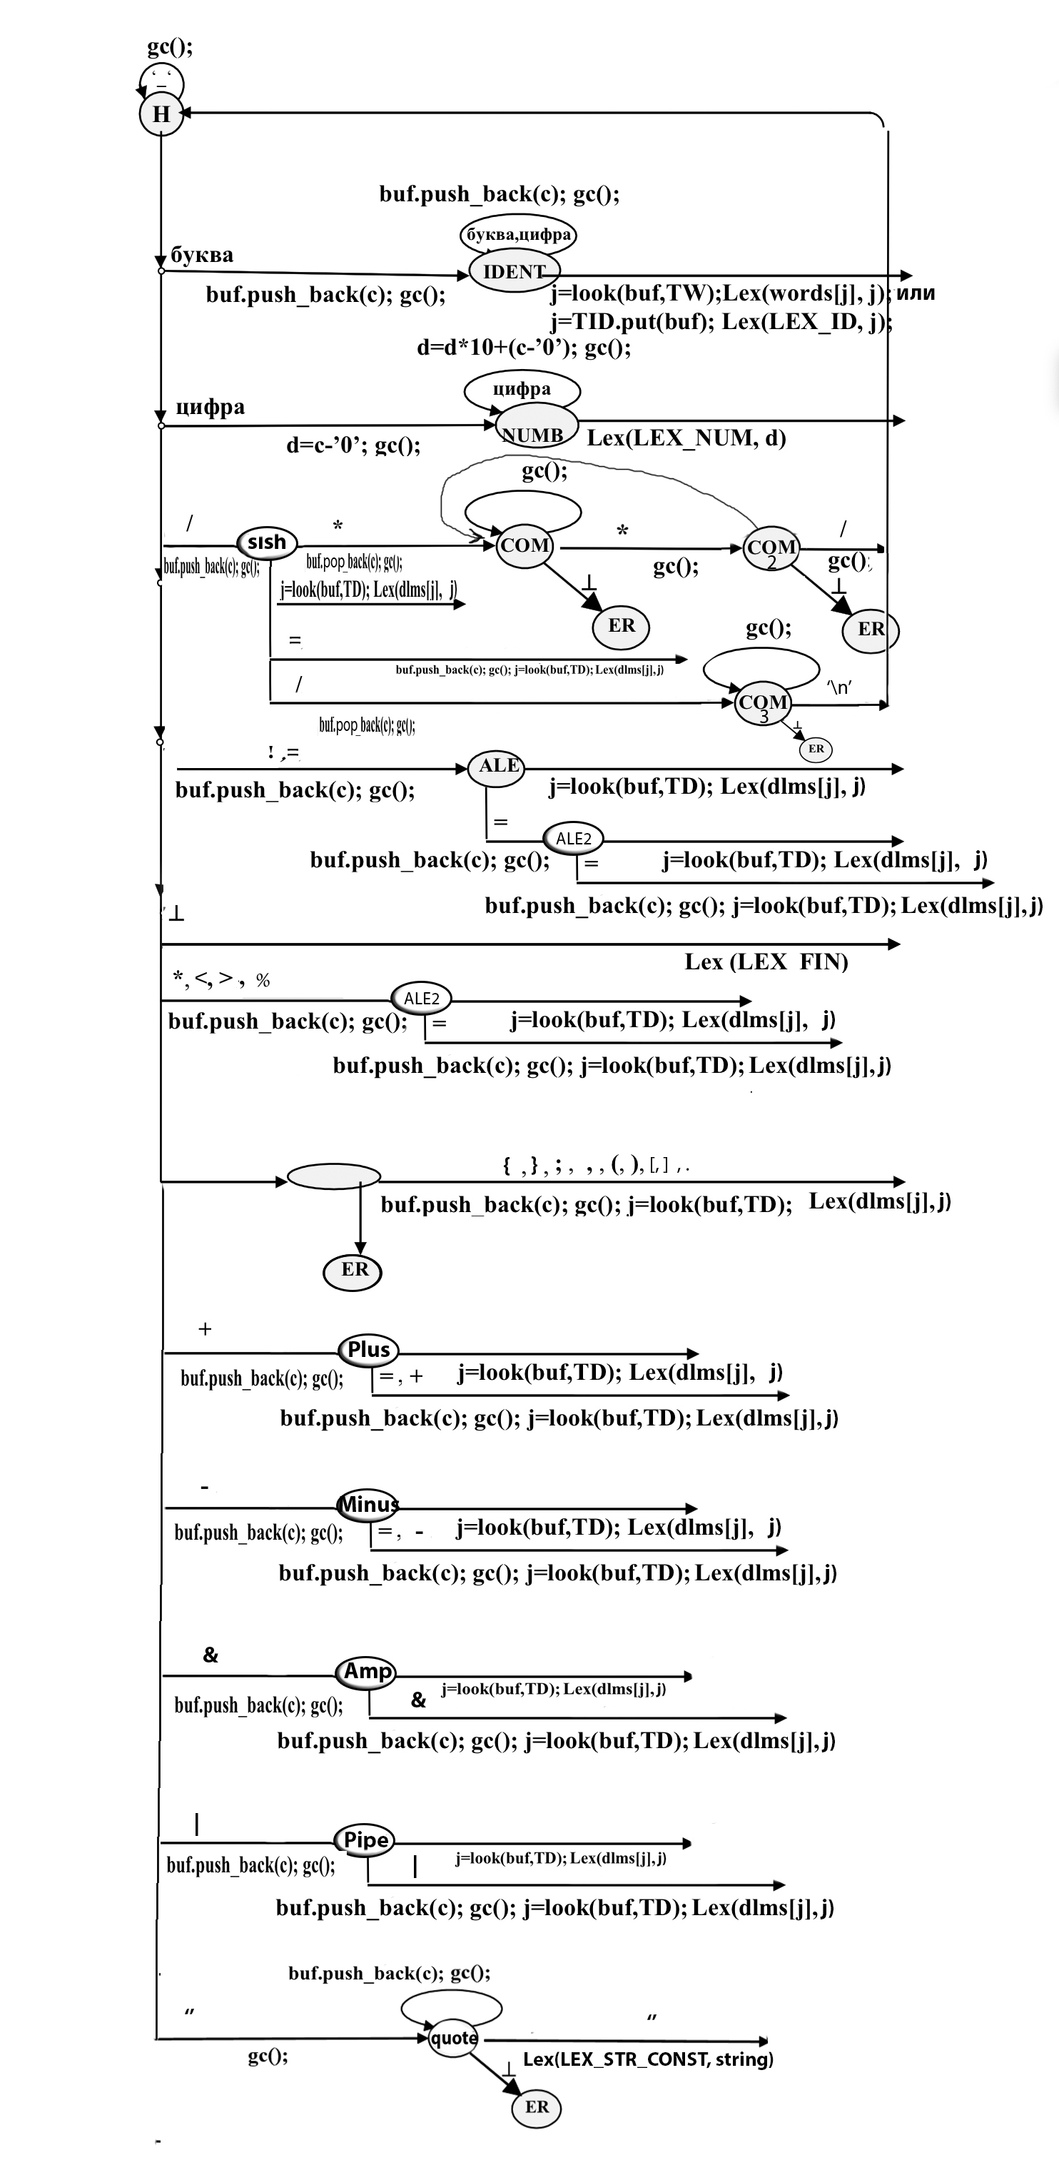 gc();
‘ ‘
_
H
buf.push_back(c); gc();
буква,цифра
буква
IDENT
buf.push_back(c); gc();
j=look(buf,TW);Lex(words[j], j); или
j=TID.put(buf); Lex(LEX_ID, j);
d=d*10+(c-’0’); gc();
цифра
цифра
NUMB
d=c-’0’; gc();
Lex(LEX_NUM, d)
gc();
/
sish
*
COM
*
COM
2
/
buf.push_back(c); gc();
buf.pop_back(c); gc();
gc();
gc();
j=look(buf,TD); Lex(dlms[j], j)
⊥
⊥
ER
ER
=
gc();
buf.push_back(c); gc(); j=look(buf,TD); Lex(dlms[j],j)
/
‘\n’
COM
3
buf.pop_back(c); gc();
⊥
ER
! ,=
ALE
buf.push_back(c); gc();
j=look(buf,TD); Lex(dlms[j], j)
=
ALE2
buf.push_back(c); gc();
=
j=look(buf,TD); Lex(dlms[j], j)
buf.push_back(c); gc(); j=look(buf,TD); Lex(dlms[j],j)
⊥
Lex (LEX_FIN)
*, <, > , %
ALE2
buf.push_back(c); gc();
=
j=look(buf,TD); Lex(dlms[j], j)
buf.push_back(c); gc(); j=look(buf,TD); Lex(dlms[j],j)
{ , } , ; , , , (, ), [,] , .
buf.push_back(c); gc(); j=look(buf,TD); Lex(dlms[j],j)
ER
+
Plus
buf.push_back(c); gc();
= , +
j=look(buf,TD); Lex(dlms[j], j)
buf.push_back(c); gc(); j=look(buf,TD); Lex(dlms[j],j)
-
Minus
buf.push_back(c); gc();
= , -
j=look(buf,TD); Lex(dlms[j], j)
buf.push_back(c); gc(); j=look(buf,TD); Lex(dlms[j],j)
&
Amp
buf.push_back(c); gc();
&
j=look(buf,TD); Lex(dlms[j],j)
buf.push_back(c); gc(); j=look(buf,TD); Lex(dlms[j],j)
|
Pipe
buf.push_back(c); gc();
|
j=look(buf,TD); Lex(dlms[j],j)
buf.push_back(c); gc(); j=look(buf,TD); Lex(dlms[j],j)
buf.push_back(c); gc();
”
quote
”
gc();
Lex(LEX_STR_CONST, string)
⊥
ER